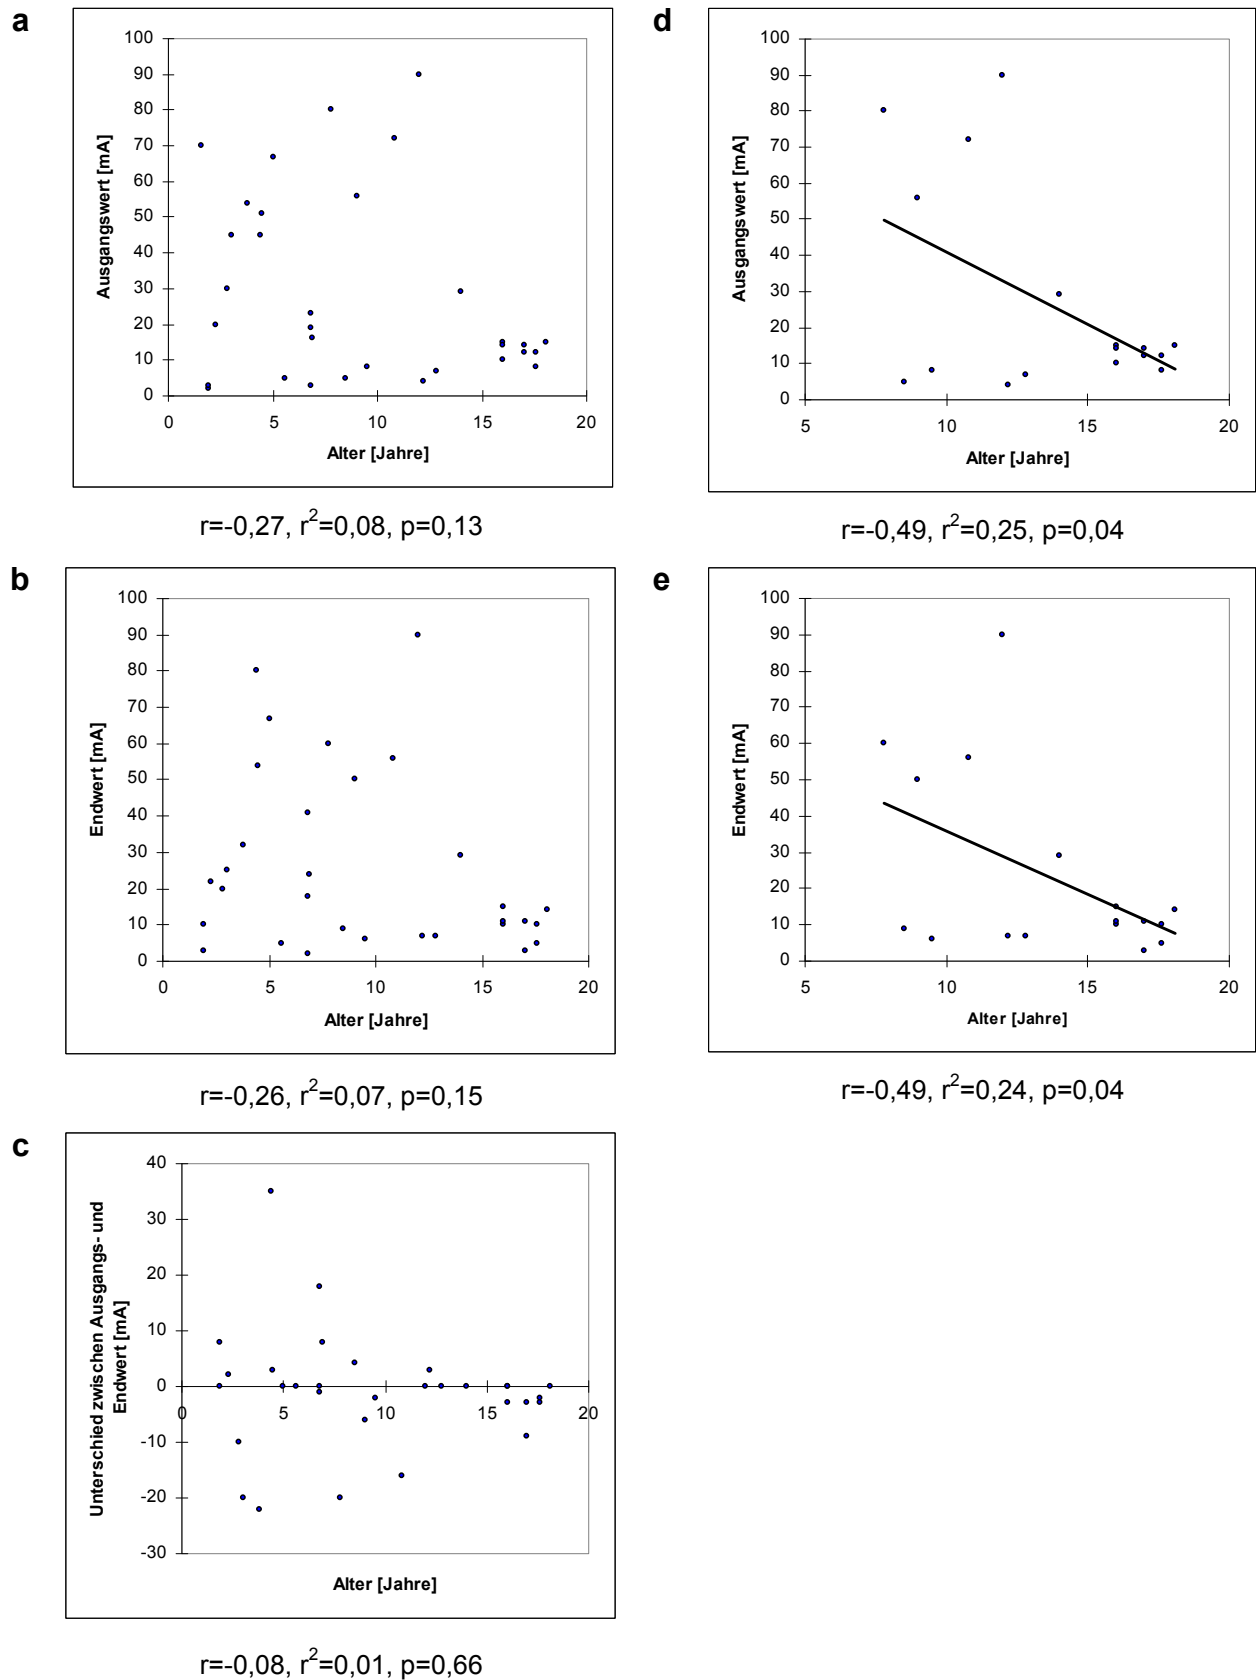 a
100
90
80
70
60
50
40
30
20
10
0
Ausgangswert [mA]
0 5 10 15 20
Alter [Jahre]
r=-0,27, r²=0,08, p=0,13
d
100
90
80
70
60
50
40
30
20
10
0
Ausgangswert [mA]
5 10 15 20
Alter [Jahre]
r=-0,49, r²=0,25, p=0,04
b
100
90
80
70
60
50
40
30
20
10
0
Endwert [mA]
0 5 10 15 20
Alter [Jahre]
r=-0,26, r²=0,07, p=0,15
e
100
90
80
70
60
50
40
30
20
10
0
Endwert [mA]
5 10 15 20
Alter [Jahre]
r=-0,49, r²=0,24, p=0,04
c
40
30
20
10
0
-10
-20
-30
Unterschied zwischen Ausgangs- und
Endwert [mA]
0 5 10 15 20
Alter [Jahre]
r=-0,08, r²=0,01, p=0,66